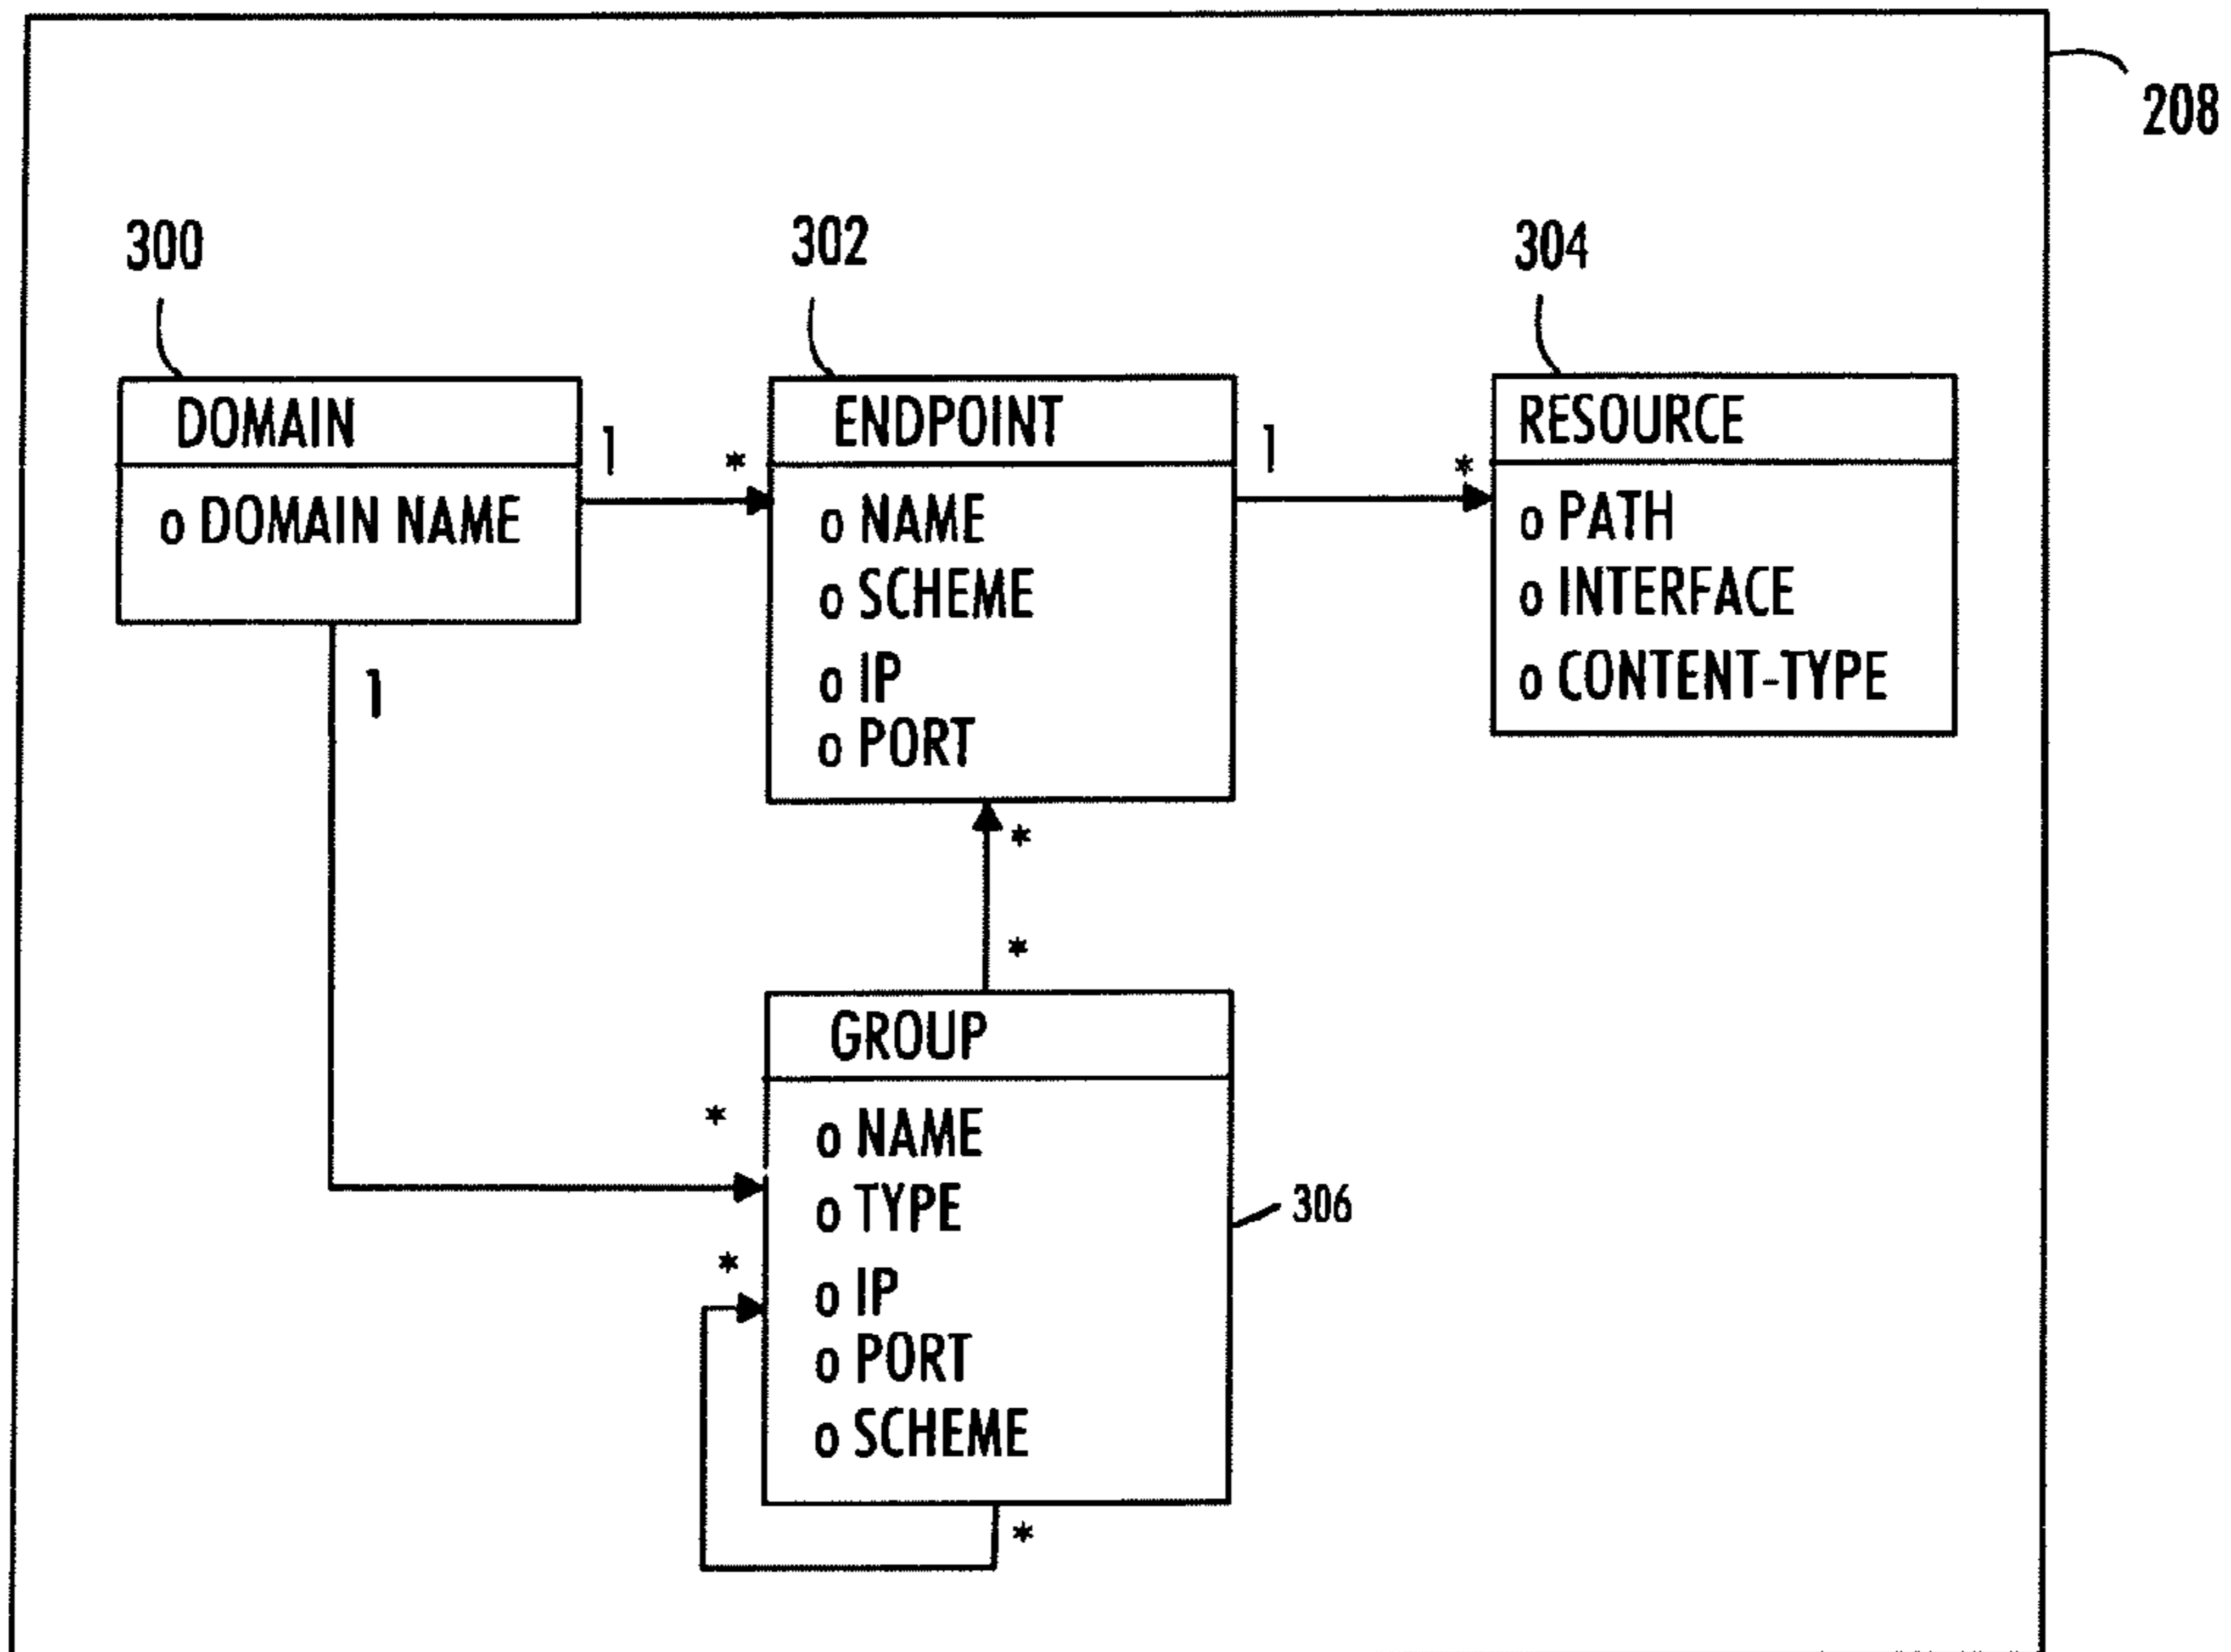 208
300
302
304
DOMAIN
o DOMAIN NAME
1
*
1
ENDPOINT
o NAME
o SCHEME
o IP
o PORT
1
*
RESOURCE
o PATH
o INTERFACE
o CONTENT-TYPE
*
*
GROUP
o NAME
o TYPE
o IP
o PORT
o SCHEME
*
*
*
306